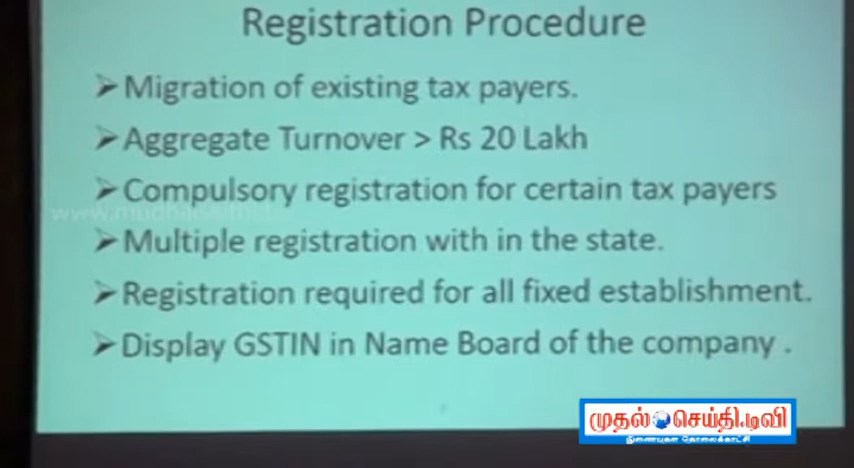 Registration Procedure
➢Migration of existing tax payers.
➢Aggregate Turnover > Rs 20 Lakh
➢Compulsory registration for certain tax payers
➢Multiple registration with in the state.
➢Registration required for all fixed establishment.
➢Display GSTIN in Name Board of the company .
முதல் செய்தி.டிவி
இணையதள தொலைக்காட்சி